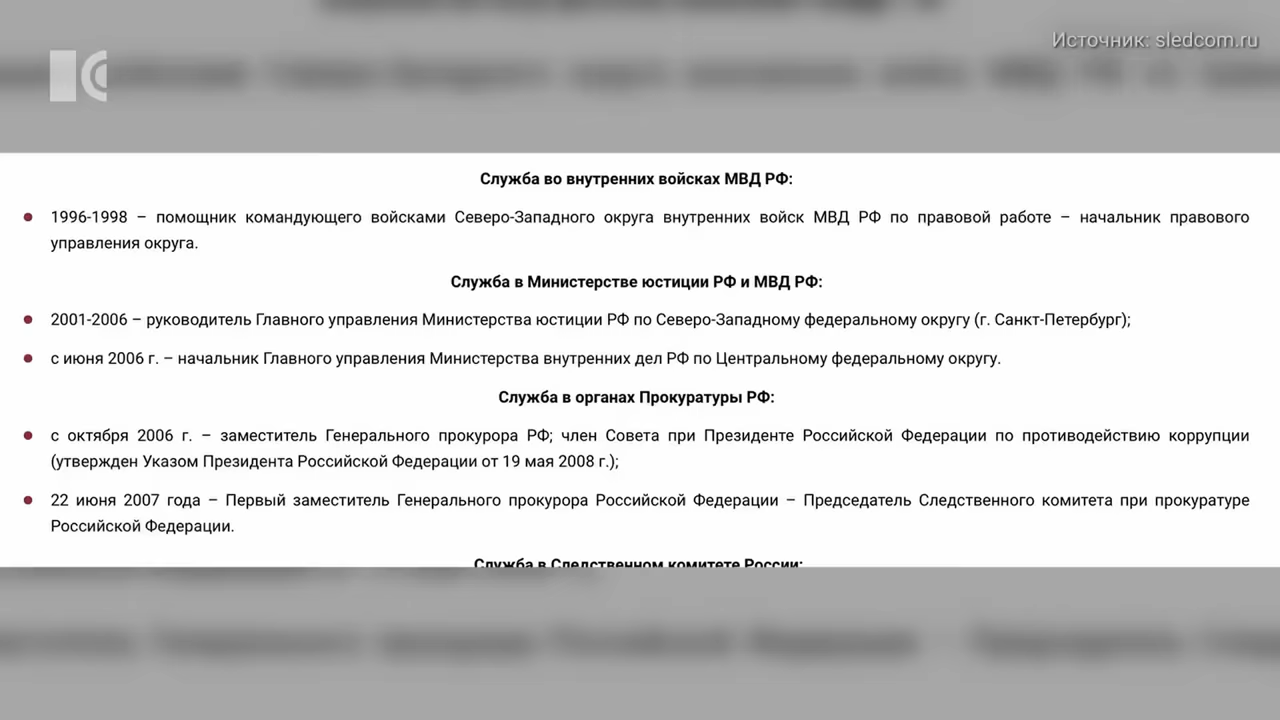 Источник: sledcom.ru
Служба во внутренних войсках МВД РФ:
1996-1998 – помощник командующего войсками Северо-Западного округа внутренних войск МВД РФ по правовой работе – начальник правового
управления округа.
Служба в Министерстве юстиции РФ и МВД РФ:
2001-2006 – руководитель Главного управления Министерства юстиции РФ по Северо-Западному федеральному округу (г. Санкт-Петербург);
с июня 2006 г. – начальник Главного управления Министерства внутренних дел РФ по Центральному федеральному округу.
Служба в органах Прокуратуры РФ:
с октября 2006 г. – заместитель Генерального прокурора РФ; член Совета при Президенте Российской Федерации по противодействию коррупции
(утвержден Указом Президента Российской Федерации от 19 мая 2008 г.);
22 июня 2007 года – Первый заместитель Генерального прокурора Российской Федерации – Председатель Следственного комитета при прокуратуре
Российской Федерации.
Служба в Следственном комитете России: